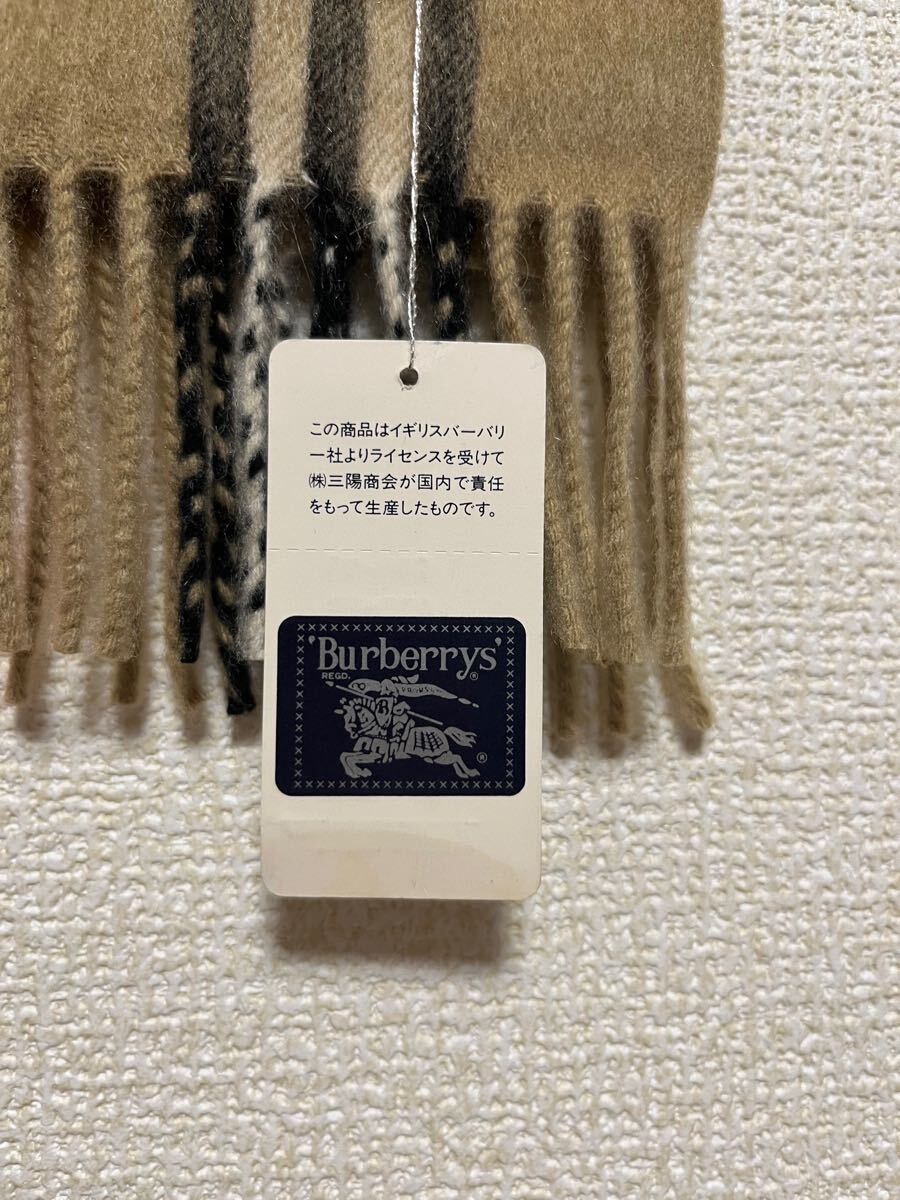 この商品はイギリスバーバリ
ー社よりライセンスを受けて
㈱三陽商会が国内で責任
をもって生産したものです。
'Burberrys'
REGD. ®
®